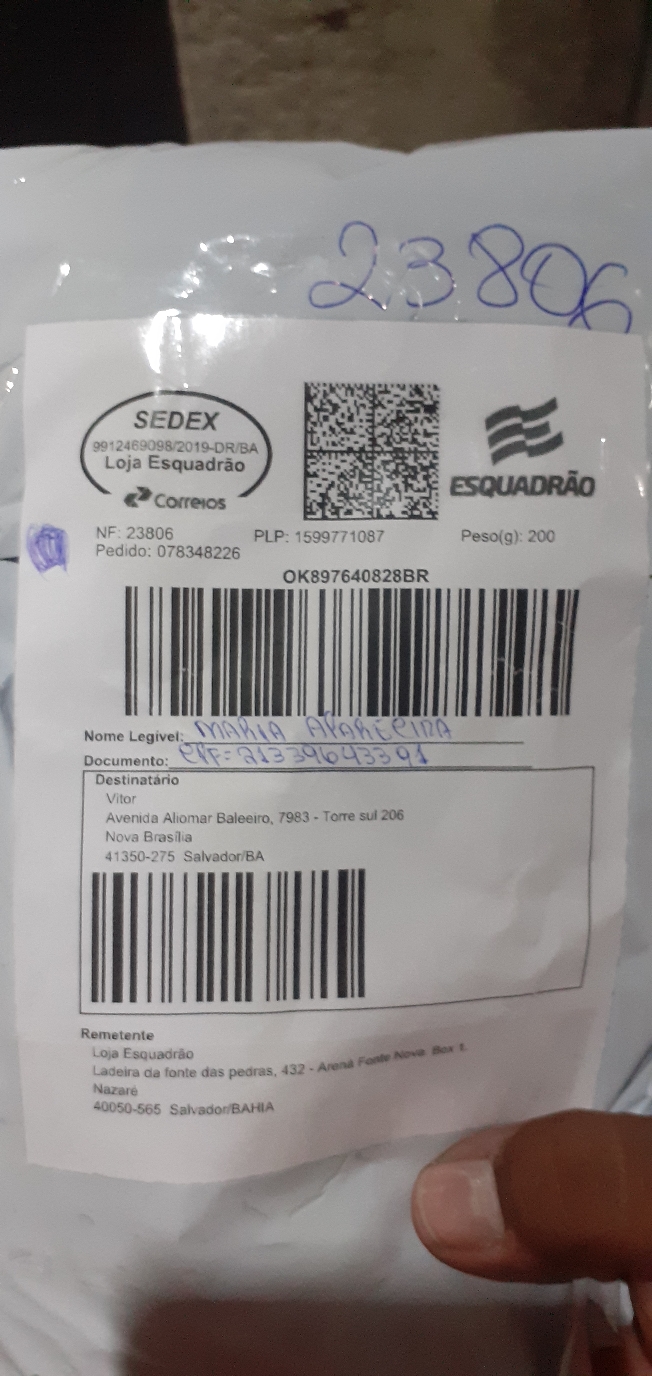 23806
SEDEX
9912469098/2019-DR/BA
Loja Esquadrão
Correios
ESQUADRÃO
NF: 23806 PLP: 1599771087 Peso(g): 200
Pedido: 078348226
OK897640828BR
Nome Legível: MARIA APARECIDA
Documento: CPF=21339643391
Destinatário
Vitor
Avenida Aliomar Baleeiro, 7983 - Torre sul 206
Nova Brasília
41350-275 Salvador/BA
Remetente
Loja Esquadrão
Ladeira da fonte das pedras, 432 - Arena Fonte Nova Box 1.
Nazaré
40050-565 Salvador/BAHIA